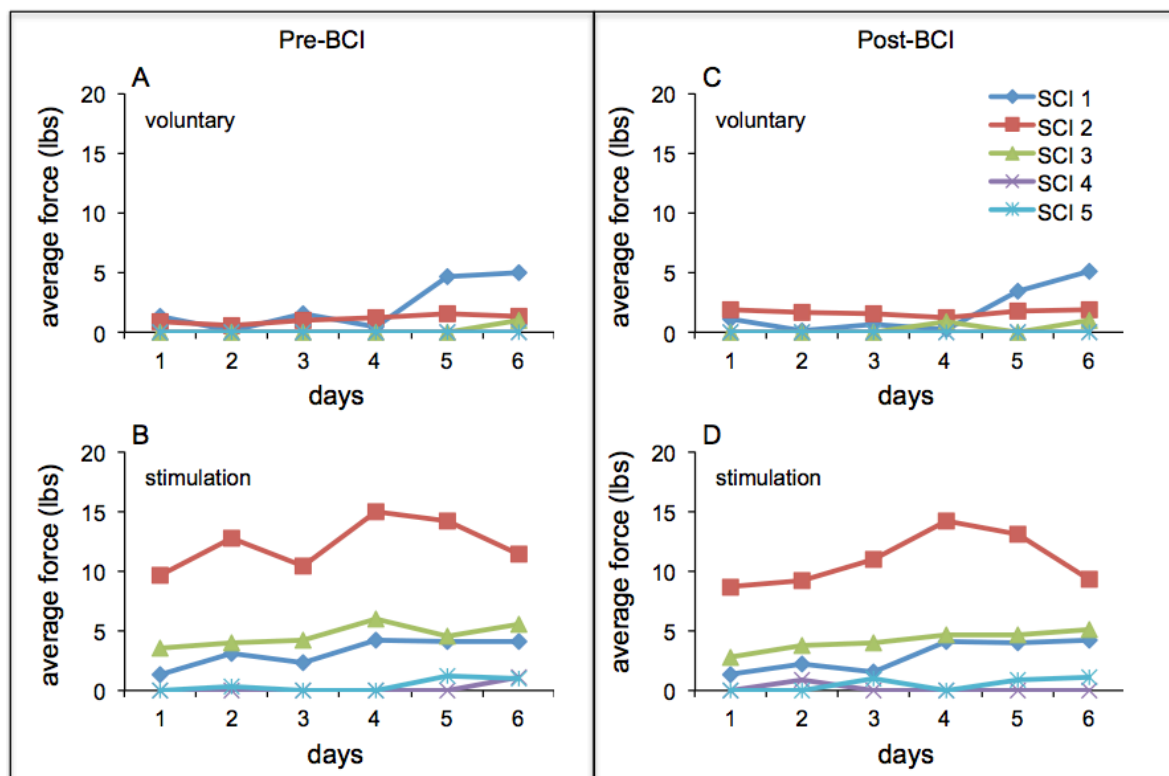 Pre-BCI
A
20
15
10
5
0
voluntary
average force (lbs)
1 2 3 4 5 6
days
B
20
15
10
5
0
stimulation
average force (lbs)
1 2 3 4 5 6
days
Post-BCI
C
20
15
10
5
0
voluntary
average force (lbs)
SCI 1
SCI 2
SCI 3
SCI 4
SCI 5
1 2 3 4 5 6
days
D
20
15
10
5
0
stimulation
average force (lbs)
1 2 3 4 5 6
days